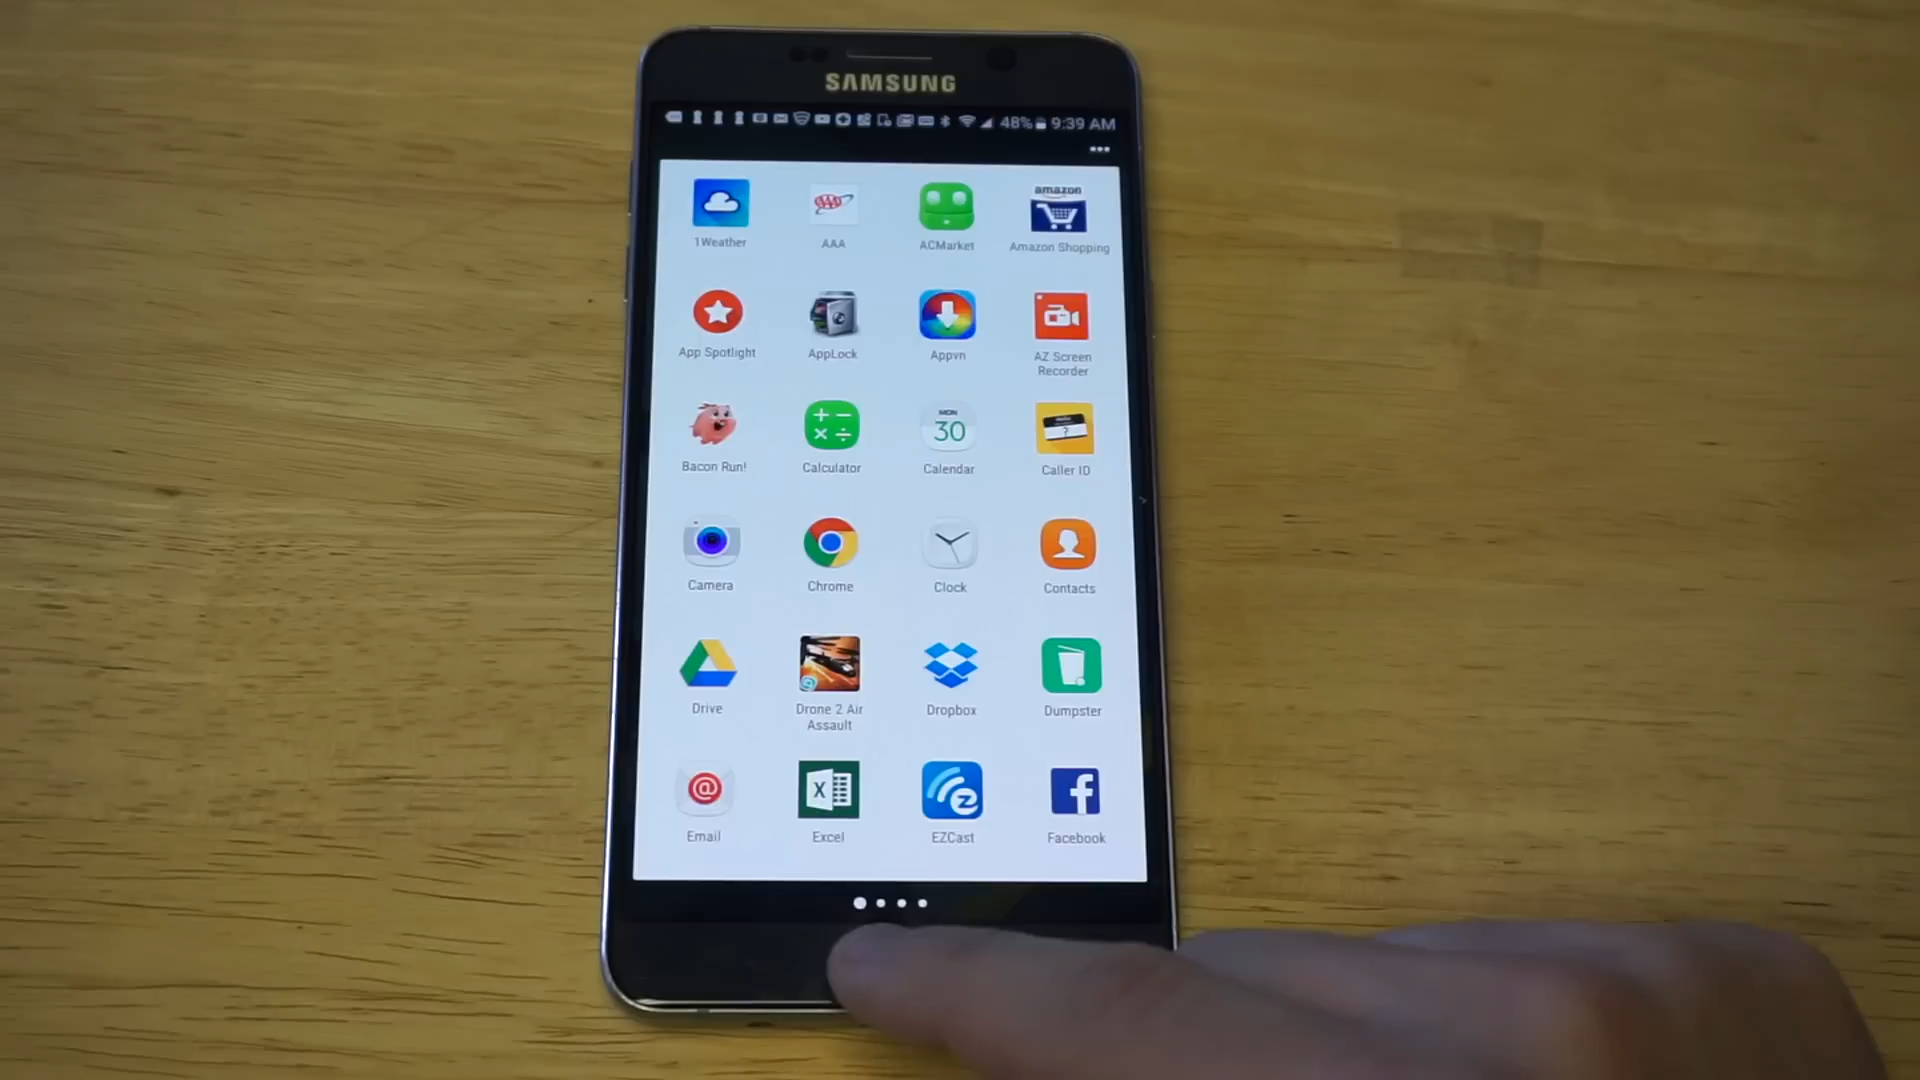 SAMSUNG
48% 9:39 AM
1Weather
AAA
ACMarket
amazon
Amazon Shopping
App Spotlight
AppLock
Appvn
AZ Screen
Recorder
Bacon Run!
Calculator
MON
30
Calendar
?
Caller ID
Camera
Chrome
Clock
Contacts
Drive
Drone 2 Air
Assault
Dropbox
Dumpster
@
Email
X
Excel
EZCast
f
Facebook